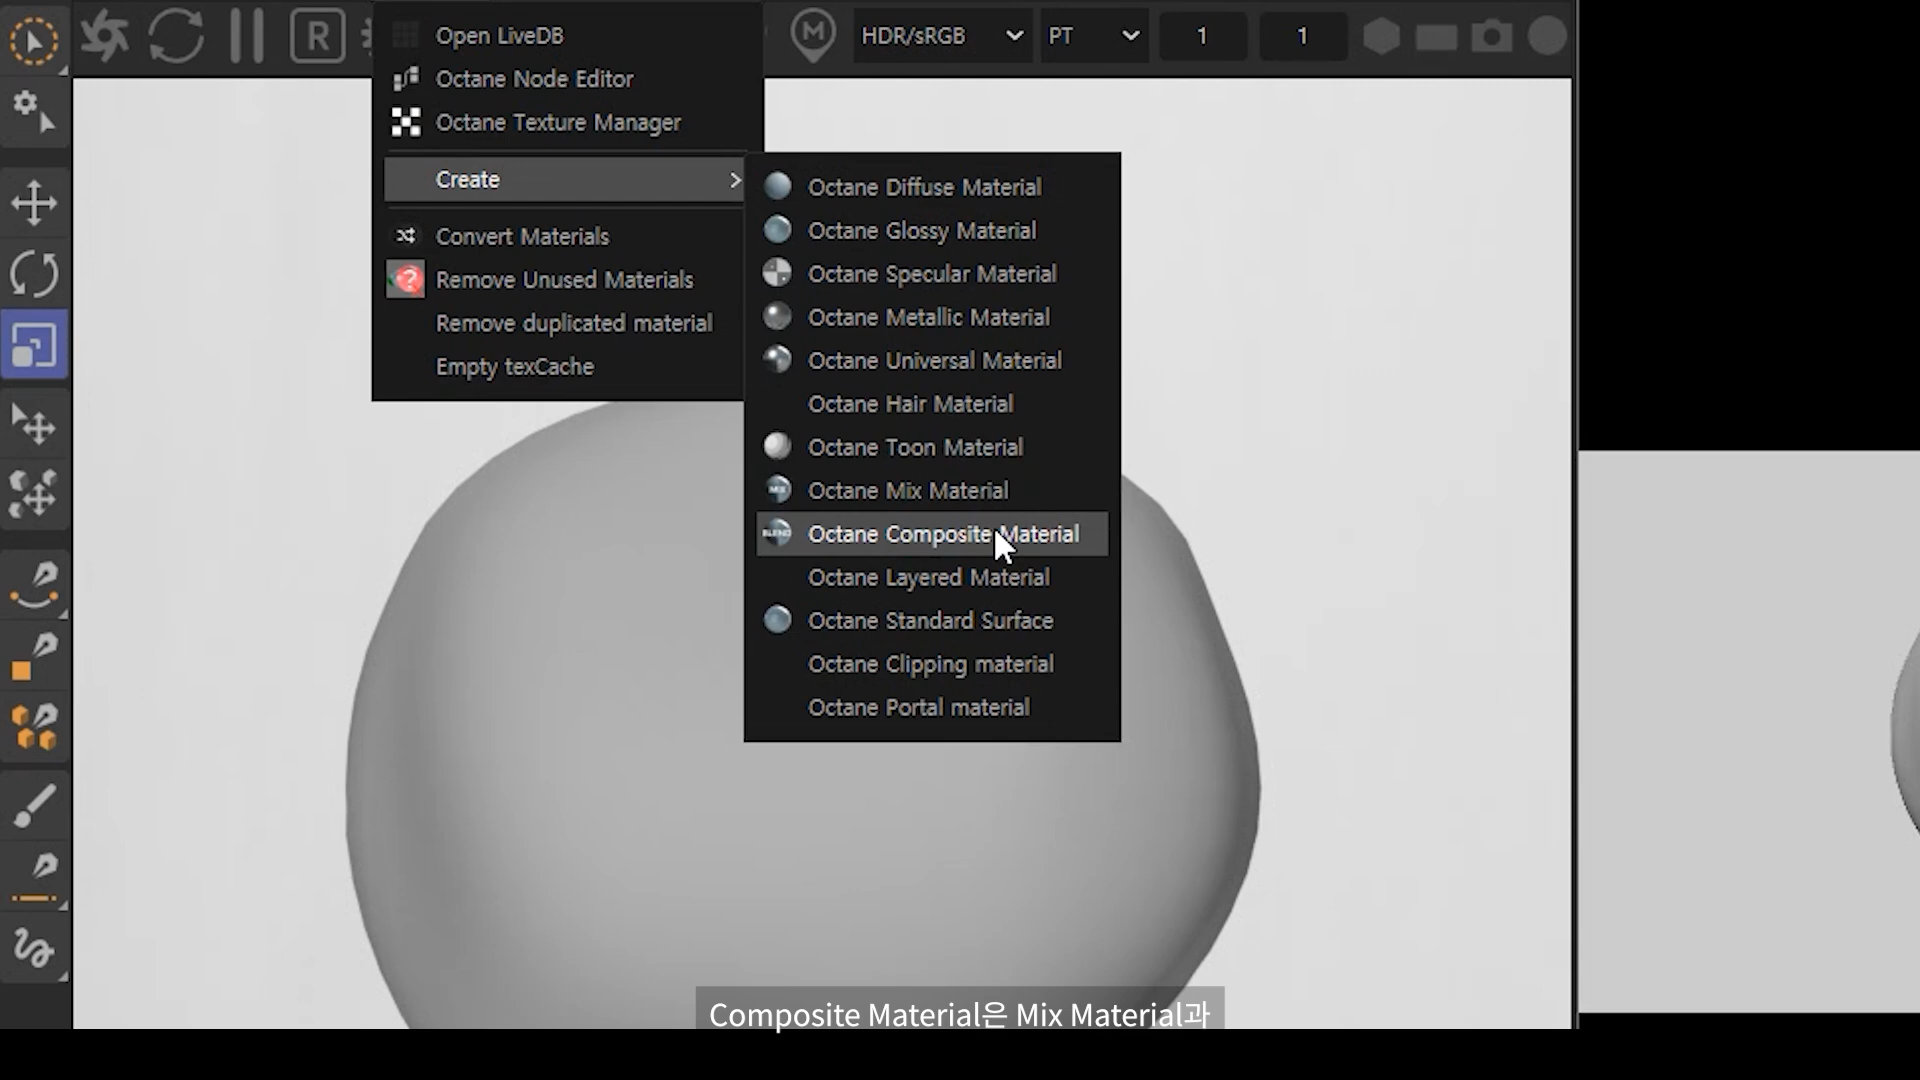 R
M
HDR/sRGB
PT
1
1
Open LiveDB
Octane Node Editor
Octane Texture Manager
Create
Convert Materials
Remove Unused Materials
Remove duplicated material
Empty texCache
Octane Diffuse Material
Octane Glossy Material
Octane Specular Material
Octane Metallic Material
Octane Universal Material
Octane Hair Material
Octane Toon Material
MIX
Octane Mix Material
BLEND
Octane Composite Material
Octane Layered Material
Octane Standard Surface
Octane Clipping material
Octane Portal material
Composite Material은 Mix Material과